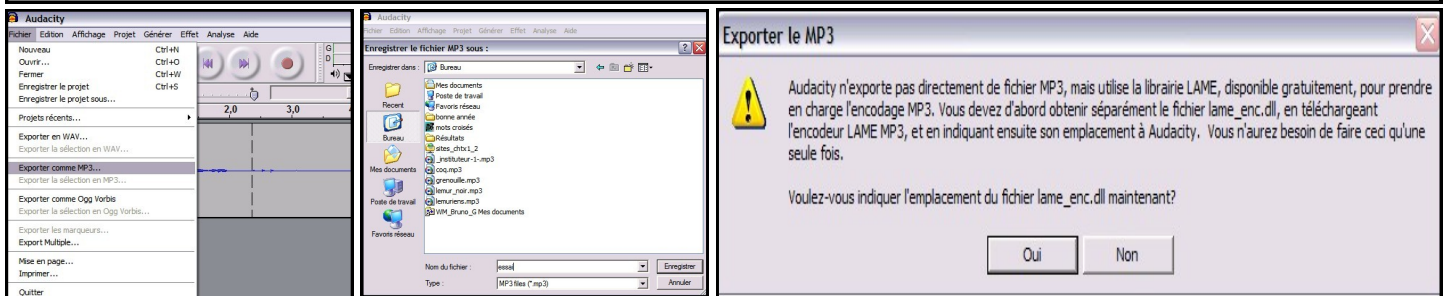 Audacity
Fichier Edition Affichage Projet Générer Effet Analyse Aide
Nouveau Ctrl+N
Ouvrir... Ctrl+O
Fermer Ctrl+W
Enregistrer le projet Ctrl+S
Enregistrer le projet sous...
Projets récents...
Exporter en WAV...
Exporter la sélection en WAV...
Exporter comme MP3...
Exporter la sélection en MP3...
Exporter comme Ogg Vorbis
Exporter la sélection en Ogg Vorbis...
Exporter les marqueurs...
Export Multiple...
Mise en page...
Imprimer...
Quitter
G
D
2,0 3,0
Audacity
Fichier Edition Affichage Projet Générer Effet Analyse Aide
Enregistrer le fichier MP3 sous :
Enregistrer dans : Bureau
Recent
Bureau
Mes documents
Poste de travail
Favoris réseau
Mes documents
Poste de travail
Favoris réseau
bonne année
mots croisés
Résultats
sites_chtx1_2
_instituteur-1-.mp3
coq.mp3
grenouille.mp3
lemur_noir.mp3
lemuriens.mp3
WM_Bruno_G Mes documents
Nom du fichier : essai Enregistrer
Type : MP3 files (*.mp3) Annuler
Exporter le MP3
Audacity n'exporte pas directement de fichier MP3, mais utilise la librairie LAME, disponible gratuitement, pour prendre
en charge l'encodage MP3. Vous devez d'abord obtenir séparément le fichier lame_enc.dll, en téléchargeant
l'encodeur LAME MP3, et en indiquant ensuite son emplacement à Audacity. Vous n'aurez besoin de faire ceci qu'une
seule fois.
Voulez-vous indiquer l'emplacement du fichier lame_enc.dll maintenant?
Oui Non